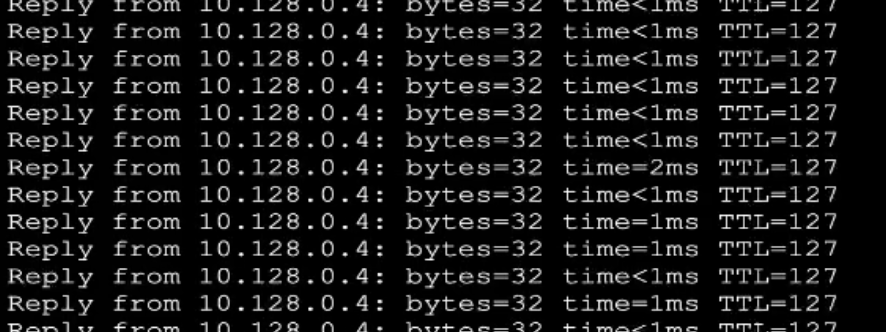 Reply from 10.128.0.4: bytes=32 time<1ms TTL=127
Reply from 10.128.0.4: bytes=32 time<1ms TTL=127
Reply from 10.128.0.4: bytes=32 time<1ms TTL=127
Reply from 10.128.0.4: bytes=32 time<1ms TTL=127
Reply from 10.128.0.4: bytes=32 time<1ms TTL=127
Reply from 10.128.0.4: bytes=32 time<1ms TTL=127
Reply from 10.128.0.4: bytes=32 time=2ms TTL=127
Reply from 10.128.0.4: bytes=32 time<1ms TTL=127
Reply from 10.128.0.4: bytes=32 time=1ms TTL=127
Reply from 10.128.0.4: bytes=32 time=1ms TTL=127
Reply from 10.128.0.4: bytes=32 time<1ms TTL=127
Reply from 10.128.0.4: bytes=32 time=1ms TTL=127
Reply from 10.128.0.4: bytes=32 time<1ms TTL=127